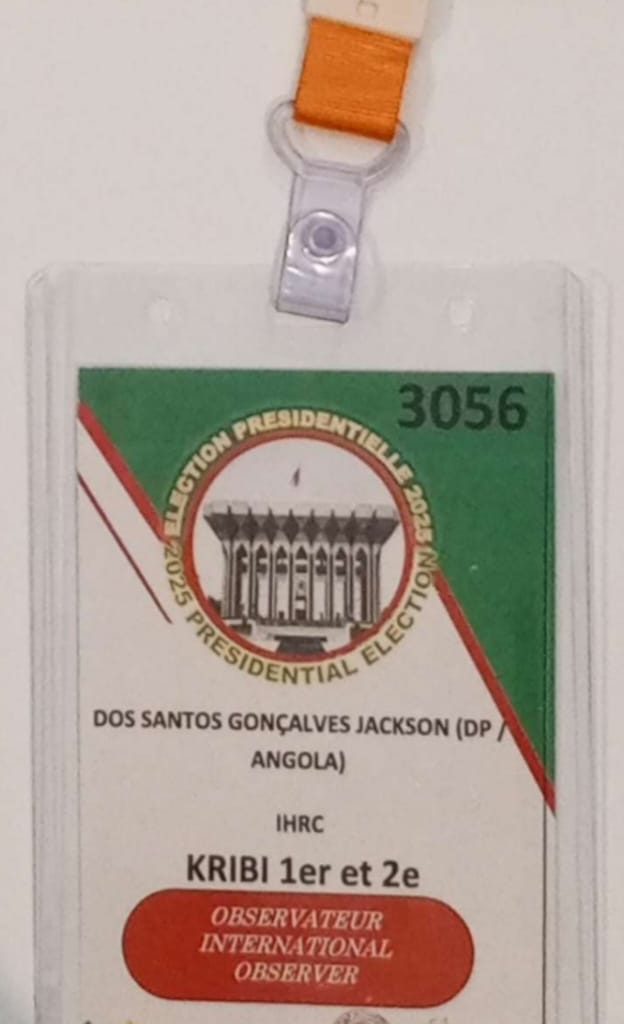 3056
ELECTION PRESIDENTIELLE 2025
2025 PRESIDENTIAL ELECTION
DOS SANTOS GONÇALVES JACKSON (DP /
ANGOLA)
IHRC
KRIBI 1er et 2e
OBSERVATEUR
INTERNATIONAL
OBSERVER